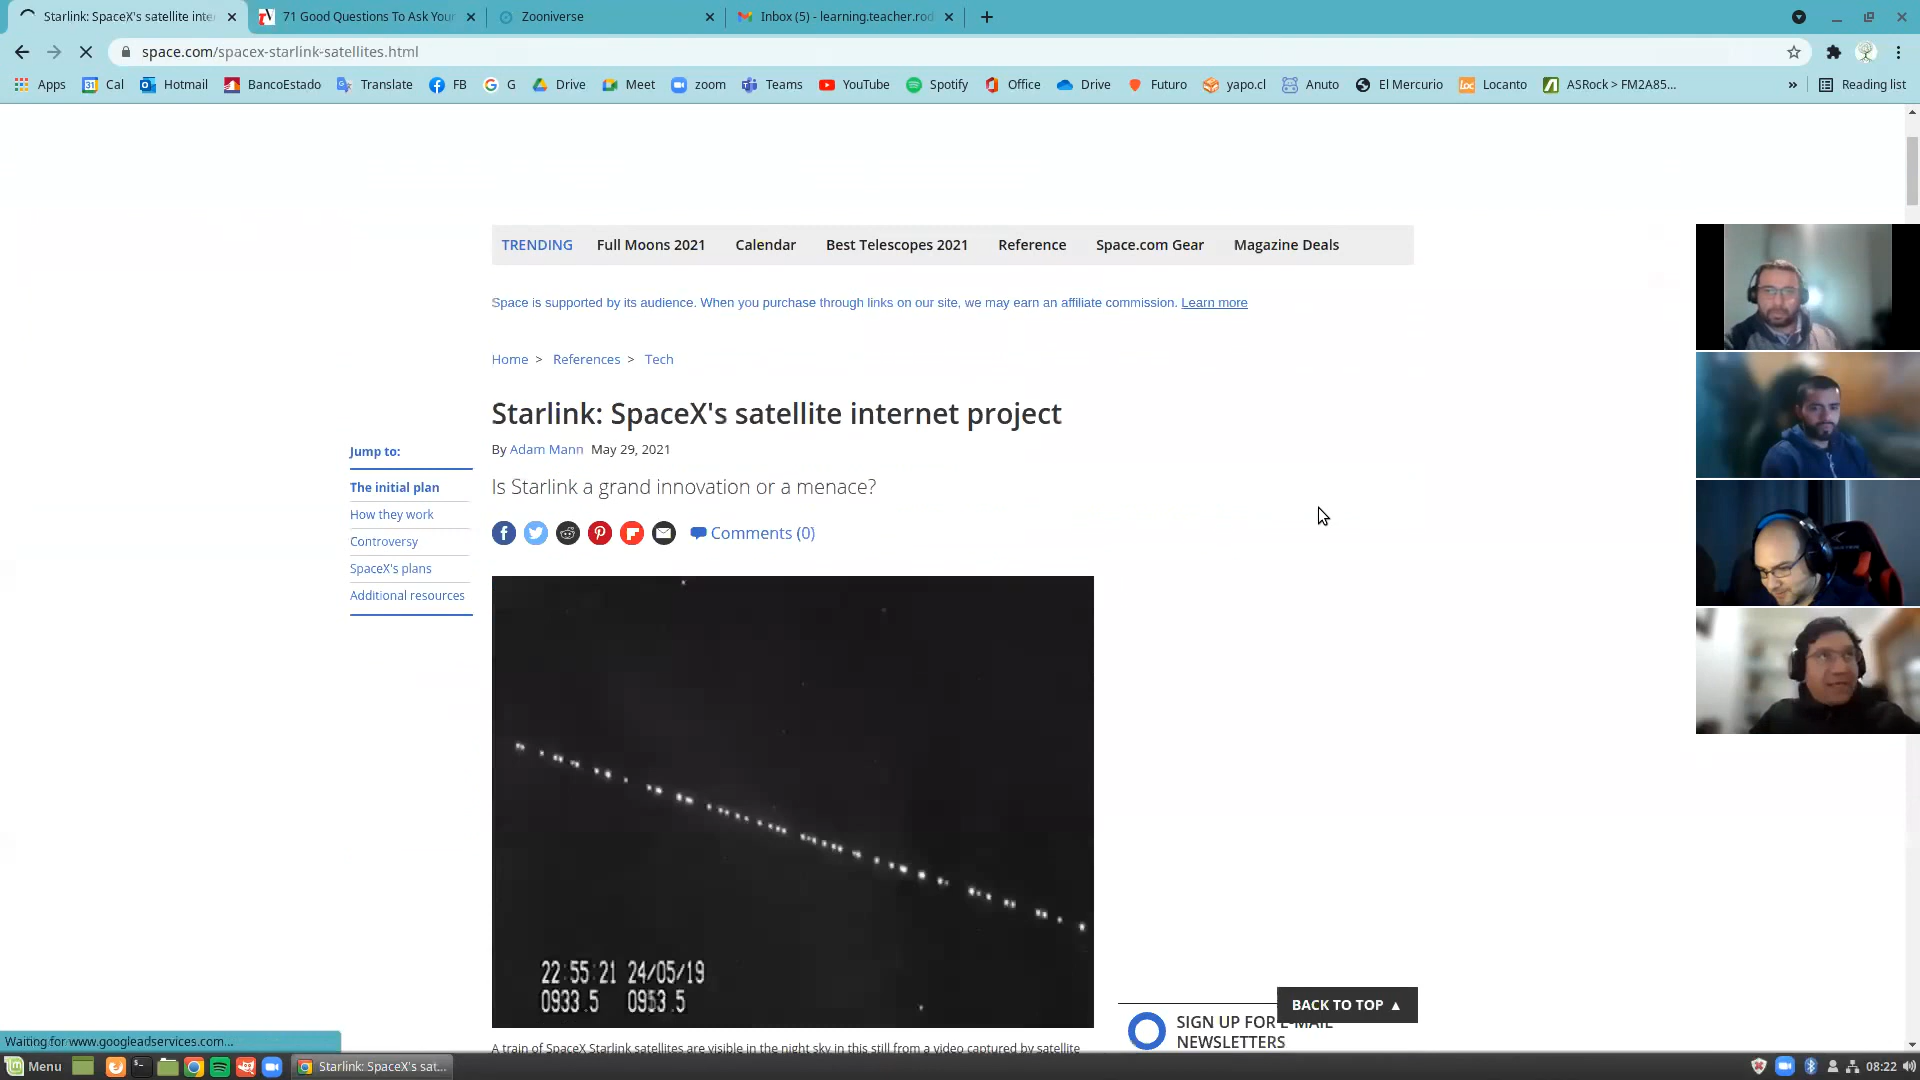 Starlink: SpaceX's satellite inte
71 Good Questions To Ask Your
Zooniverse
Inbox (5) - learning.teacher.rod
space.com/spacex-starlink-satellites.html
Apps Cal Hotmail BancoEstado Translate FB G Drive Meet zoom Teams YouTube Spotify Office Drive Futuro yapo.cl Anuto El Mercurio Locanto ASRock > FM2A85... » Reading list
TRENDING Full Moons 2021 Calendar Best Telescopes 2021 Reference Space.com Gear Magazine Deals
Space is supported by its audience. When you purchase through links on our site, we may earn an affiliate commission. Learn more
Home > References > Tech
Starlink: SpaceX's satellite internet project
By Adam Mann May 29, 2021
Is Starlink a grand innovation or a menace?
Comments (0)
Jump to:
The initial plan
How they work
Controversy
SpaceX's plans
Additional resources
22:55:21 24/05/19
0933.5 0953.5
A train of SpaceX Starlink satellites are visible in the night sky in this still from a video captured by satellite
BACK TO TOP ▲
SIGN UP FOR E-MAIL
NEWSLETTERS
Waiting for www.googleadservices.com...
Menu
Starlink: SpaceX's sat...
08:22